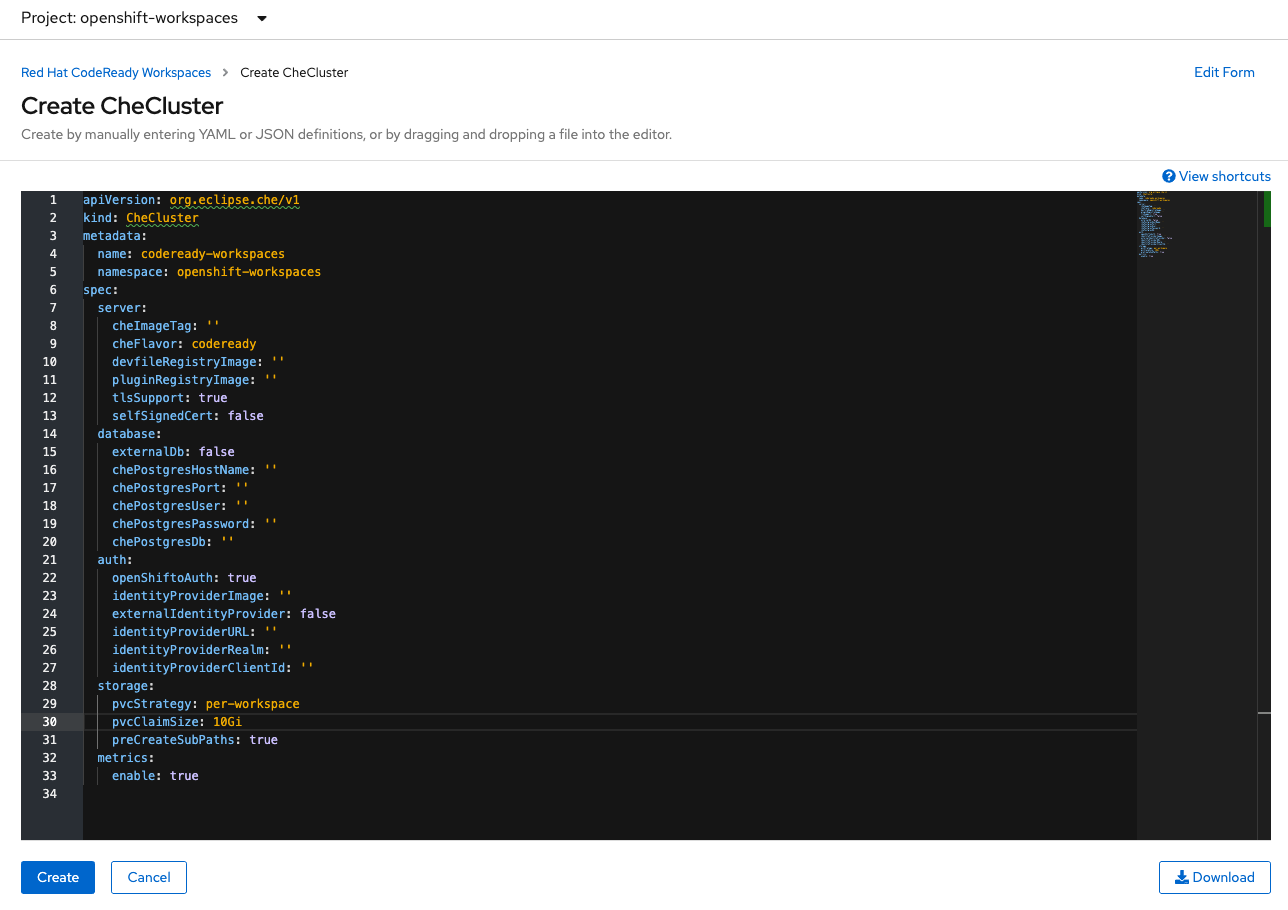 Project: openshift-workspaces
Red Hat CodeReady Workspaces > Create CheCluster
Edit Form
Create CheCluster
Create by manually entering YAML or JSON definitions, or by dragging and dropping a file into the editor.
View shortcuts
1 apiVersion: org.eclipse.che/v1
2 kind: CheCluster
3 metadata:
4   name: codeready-workspaces
5   namespace: openshift-workspaces
6 spec:
7   server:
8     cheImageTag: ''
9     cheFlavor: codeready
10     devfileRegistryImage: ''
11     pluginRegistryImage: ''
12     tlsSupport: true
13     selfSignedCert: false
14   database:
15     externalDb: false
16     chePostgresHostName: ''
17     chePostgresPort: ''
18     chePostgresUser: ''
19     chePostgresPassword: ''
20     chePostgresDb: ''
21   auth:
22     openShiftoAuth: true
23     identityProviderImage: ''
24     externalIdentityProvider: false
25     identityProviderURL: ''
26     identityProviderRealm: ''
27     identityProviderClientId: ''
28   storage:
29     pvcStrategy: per-workspace
30     pvcClaimSize: 10Gi
31     preCreateSubPaths: true
32   metrics:
33     enable: true
34
Create
Cancel
Download